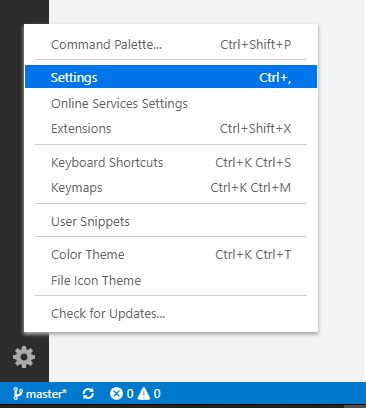 Command Palette... Ctrl+Shift+P
Settings Ctrl+,
Online Services Settings
Extensions Ctrl+Shift+X
Keyboard Shortcuts Ctrl+K Ctrl+S
Keymaps Ctrl+K Ctrl+M
User Snippets
Color Theme Ctrl+K Ctrl+T
File Icon Theme
Check for Updates...
master* 0 0